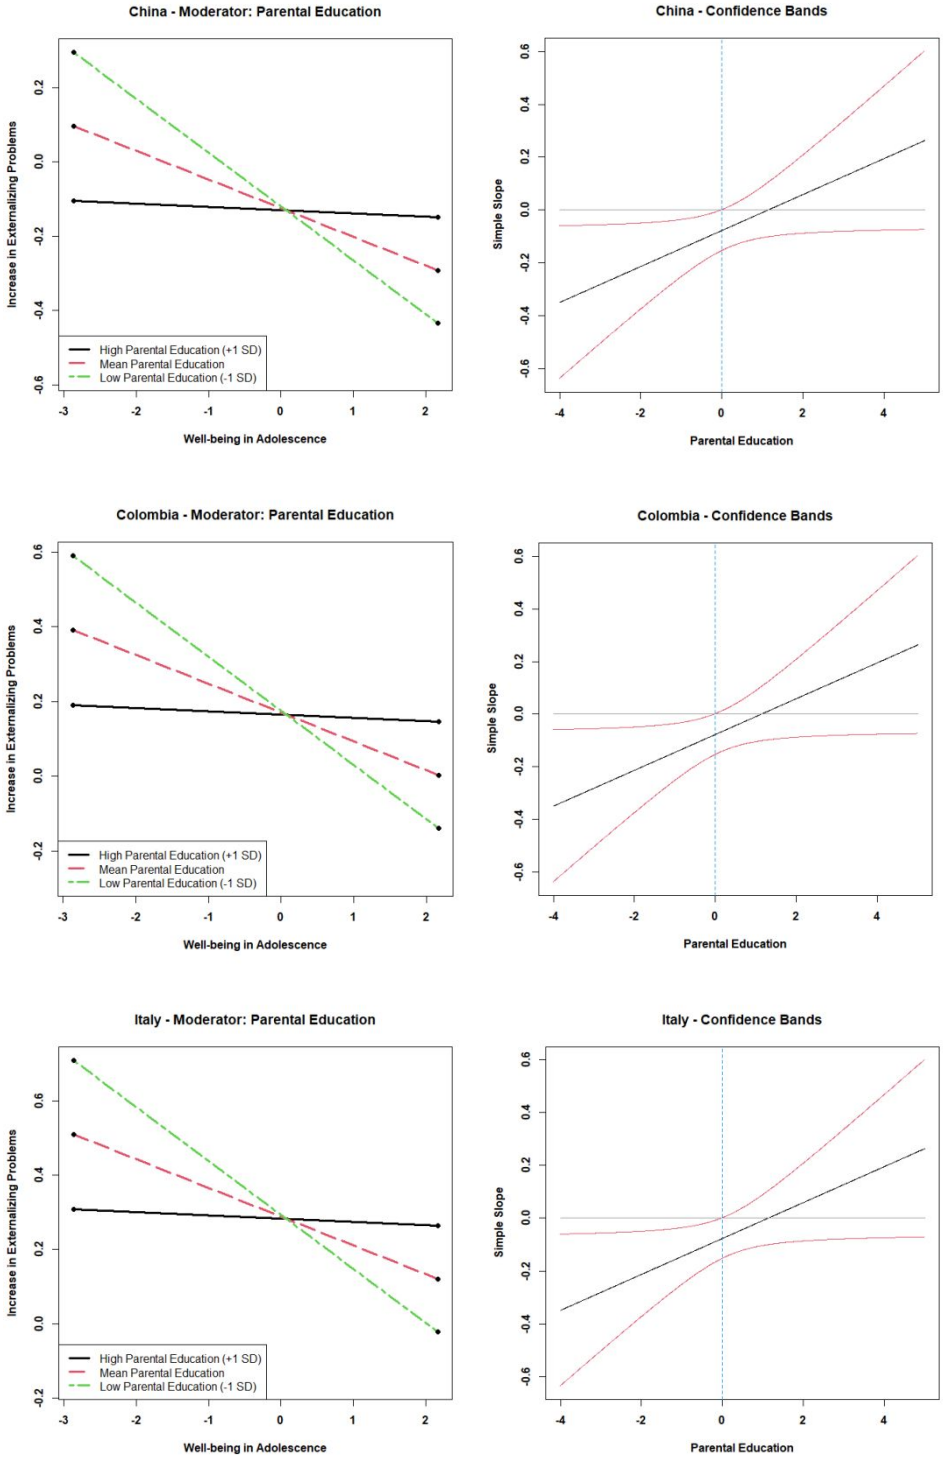 China - Moderator: Parental Education
Increase in Externalizing Problems
0.2
0.0
-0.2
-0.4
-0.6
High Parental Education (+1 SD)
Mean Parental Education
Low Parental Education (-1 SD)
-3 -2 -1 0 1 2
Well-being in Adolescence
China - Confidence Bands
Simple Slope
0.6
0.4
0.2
0.0
-0.2
-0.4
-0.6
-4 -2 0 2 4
Parental Education
Colombia - Moderator: Parental Education
Increase in Externalizing Problems
0.6
0.4
0.2
0.0
-0.2
High Parental Education (+1 SD)
Mean Parental Education
Low Parental Education (-1 SD)
-3 -2 -1 0 1 2
Well-being in Adolescence
Colombia - Confidence Bands
Simple Slope
0.6
0.4
0.2
0.0
-0.2
-0.4
-0.6
-4 -2 0 2 4
Parental Education
Italy - Moderator: Parental Education
Increase in Externalizing Problems
0.6
0.4
0.2
0.0
-0.2
High Parental Education (+1 SD)
Mean Parental Education
Low Parental Education (-1 SD)
-3 -2 -1 0 1 2
Well-being in Adolescence
Italy - Confidence Bands
Simple Slope
0.6
0.4
0.2
0.0
-0.2
-0.4
-0.6
-4 -2 0 2 4
Parental Education